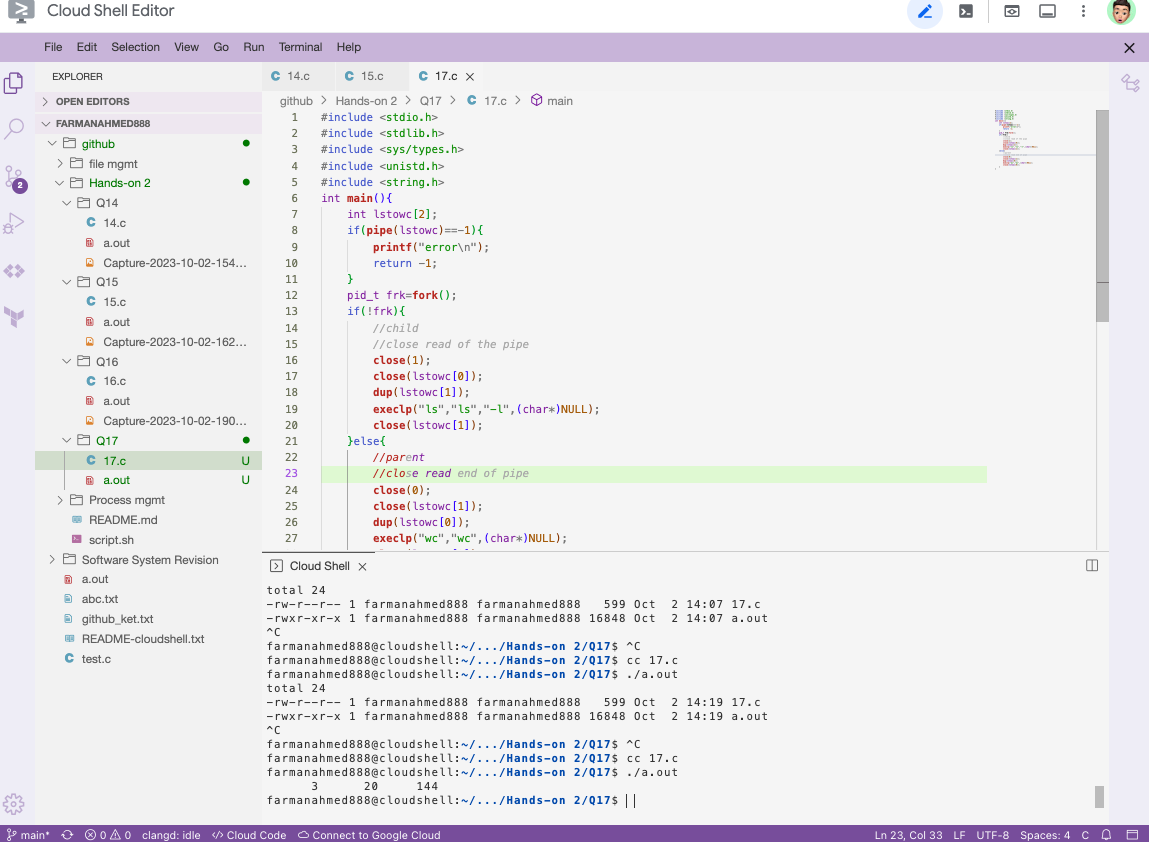 Cloud Shell Editor
File Edit Selection View Go Run Terminal Help
EXPLORER
OPEN EDITORS
FARMANAHMED888
github
file mgmt
Hands-on 2
Q14
14.c
a.out
Capture-2023-10-02-154...
Q15
15.c
a.out
Capture-2023-10-02-162...
Q16
16.c
a.out
Capture-2023-10-02-190...
Q17
17.c U
a.out U
Process mgmt
README.md
script.sh
Software System Revision
a.out
abc.txt
github_ket.txt
README-cloudshell.txt
test.c
2
C 14.c C 15.c C 17.c
github > Hands-on 2 > Q17 > C 17.c > main
1 #include <stdio.h>
2 #include <stdlib.h>
3 #include <sys/types.h>
4 #include <unistd.h>
5 #include <string.h>
6 int main(){
7 int lstowc[2];
8 if(pipe(lstowc)==-1){
9 printf("error\n");
10 return -1;
11 }
12 pid_t frk=fork();
13 if(!frk){
14 //child
15 //close read of the pipe
16 close(1);
17 close(lstowc[0]);
18 dup(lstowc[1]);
19 execlp("ls","ls","-l",(char*)NULL);
20 close(lstowc[1]);
21 }else{
22 //parent
23 //close read end of pipe
24 close(0);
25 close(lstowc[1]);
26 dup(lstowc[0]);
27 execlp("wc","wc",(char*)NULL);
Cloud Shell
total 24
-rw-r--r-- 1 farmanahmed888 farmanahmed888   599 Oct  2 14:07 17.c
-rwxr-xr-x 1 farmanahmed888 farmanahmed888 16848 Oct  2 14:07 a.out
^C
farmanahmed888@cloudshell:~/.../Hands-on 2/Q17$ ^C
farmanahmed888@cloudshell:~/.../Hands-on 2/Q17$ cc 17.c
farmanahmed888@cloudshell:~/.../Hands-on 2/Q17$ ./a.out
total 24
-rw-r--r-- 1 farmanahmed888 farmanahmed888   599 Oct  2 14:19 17.c
-rwxr-xr-x 1 farmanahmed888 farmanahmed888 16848 Oct  2 14:19 a.out
^C
farmanahmed888@cloudshell:~/.../Hands-on 2/Q17$ ^C
farmanahmed888@cloudshell:~/.../Hands-on 2/Q17$ cc 17.c
farmanahmed888@cloudshell:~/.../Hands-on 2/Q17$ ./a.out
3 20 144
farmanahmed888@cloudshell:~/.../Hands-on 2/Q17$
main* 0 0 clangd: idle Cloud Code Connect to Google Cloud Ln 23, Col 33 LF UTF-8 Spaces: 4 C